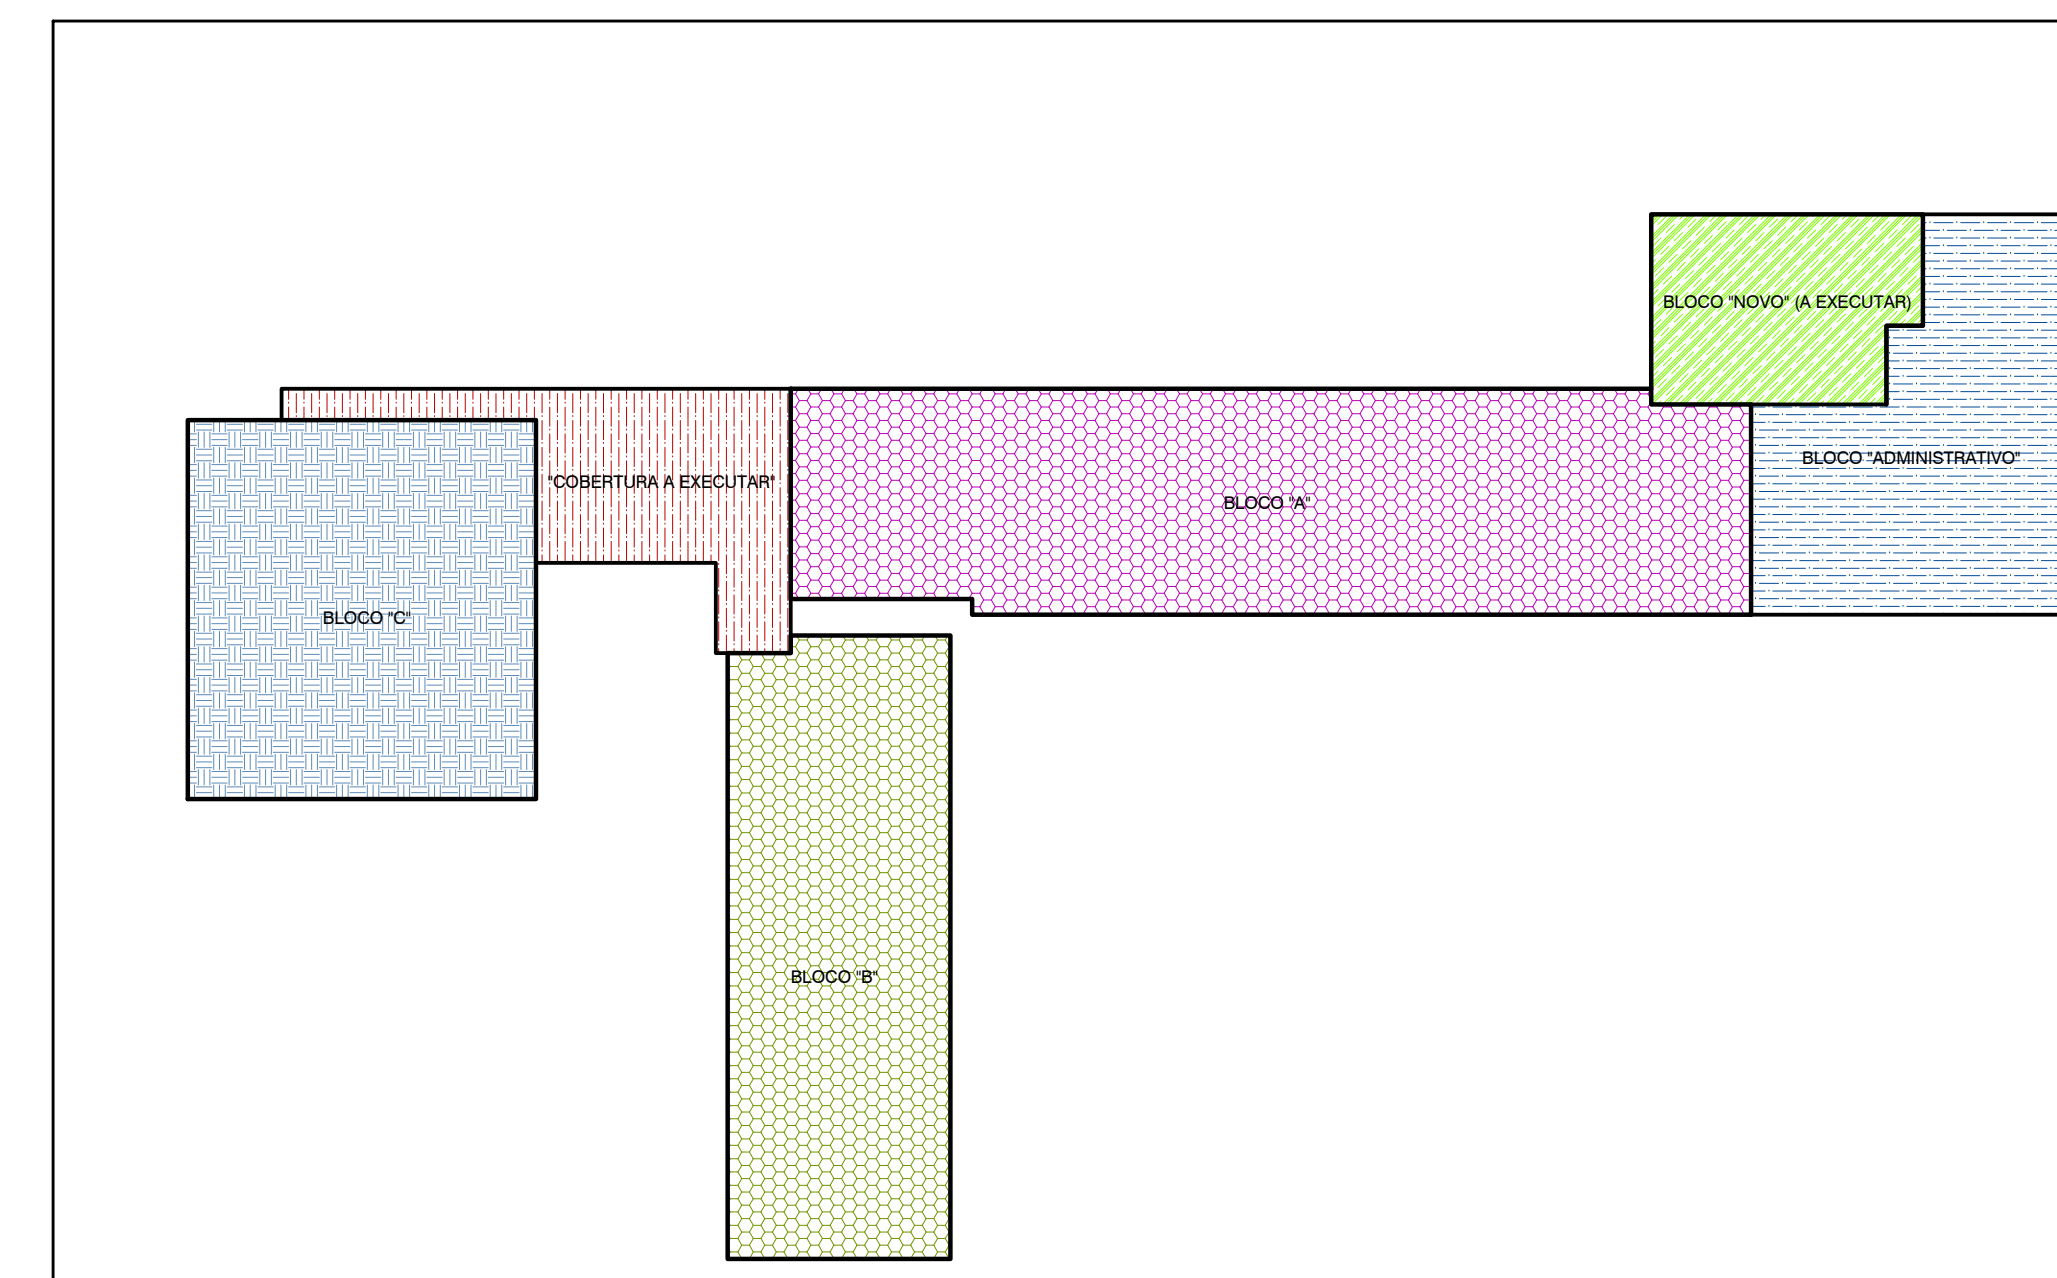 BLOCO "NOVO" (A EXECUTAR)
BLOCO "ADMINISTRATIVO"
"COBERTURA A EXECUTAR"
BLOCO "A"
BLOCO "C"
BLOCO "B"